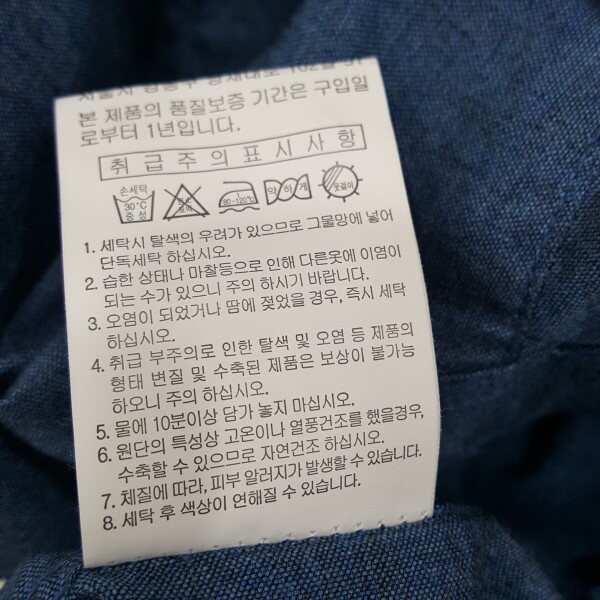 본 제품의 품질보증 기간은 구입일
로부터 1년입니다.
취급주의표시사항
손세탁
30°C
중성
80-120°C
약하게
옷걸이
1. 세탁시 탈색의 우려가 있으므로 그물망에 넣어
단독세탁 하십시오.
2. 습한 상태나 마찰등으로 인해 다른옷에 이염이
되는 수가 있으니 주의 하시기 바랍니다.
3. 오염이 되었거나 땀에 젖었을 경우, 즉시 세탁
하십시오.
4. 취급 부주의로 인한 탈색 및 오염 등 제품의
형태 변질 및 수축된 제품은 보상이 불가능
하오니 주의 하십시오.
5. 물에 10분이상 담가 놓지 마십시오.
6. 원단의 특성상 고온이나 열풍건조를 했을경우,
수축할 수 있으므로 자연건조 하십시오.
7. 체질에 따라, 피부 알러지가 발생할 수 있습니다.
8. 세탁 후 색상이 연해질 수 있습니다.